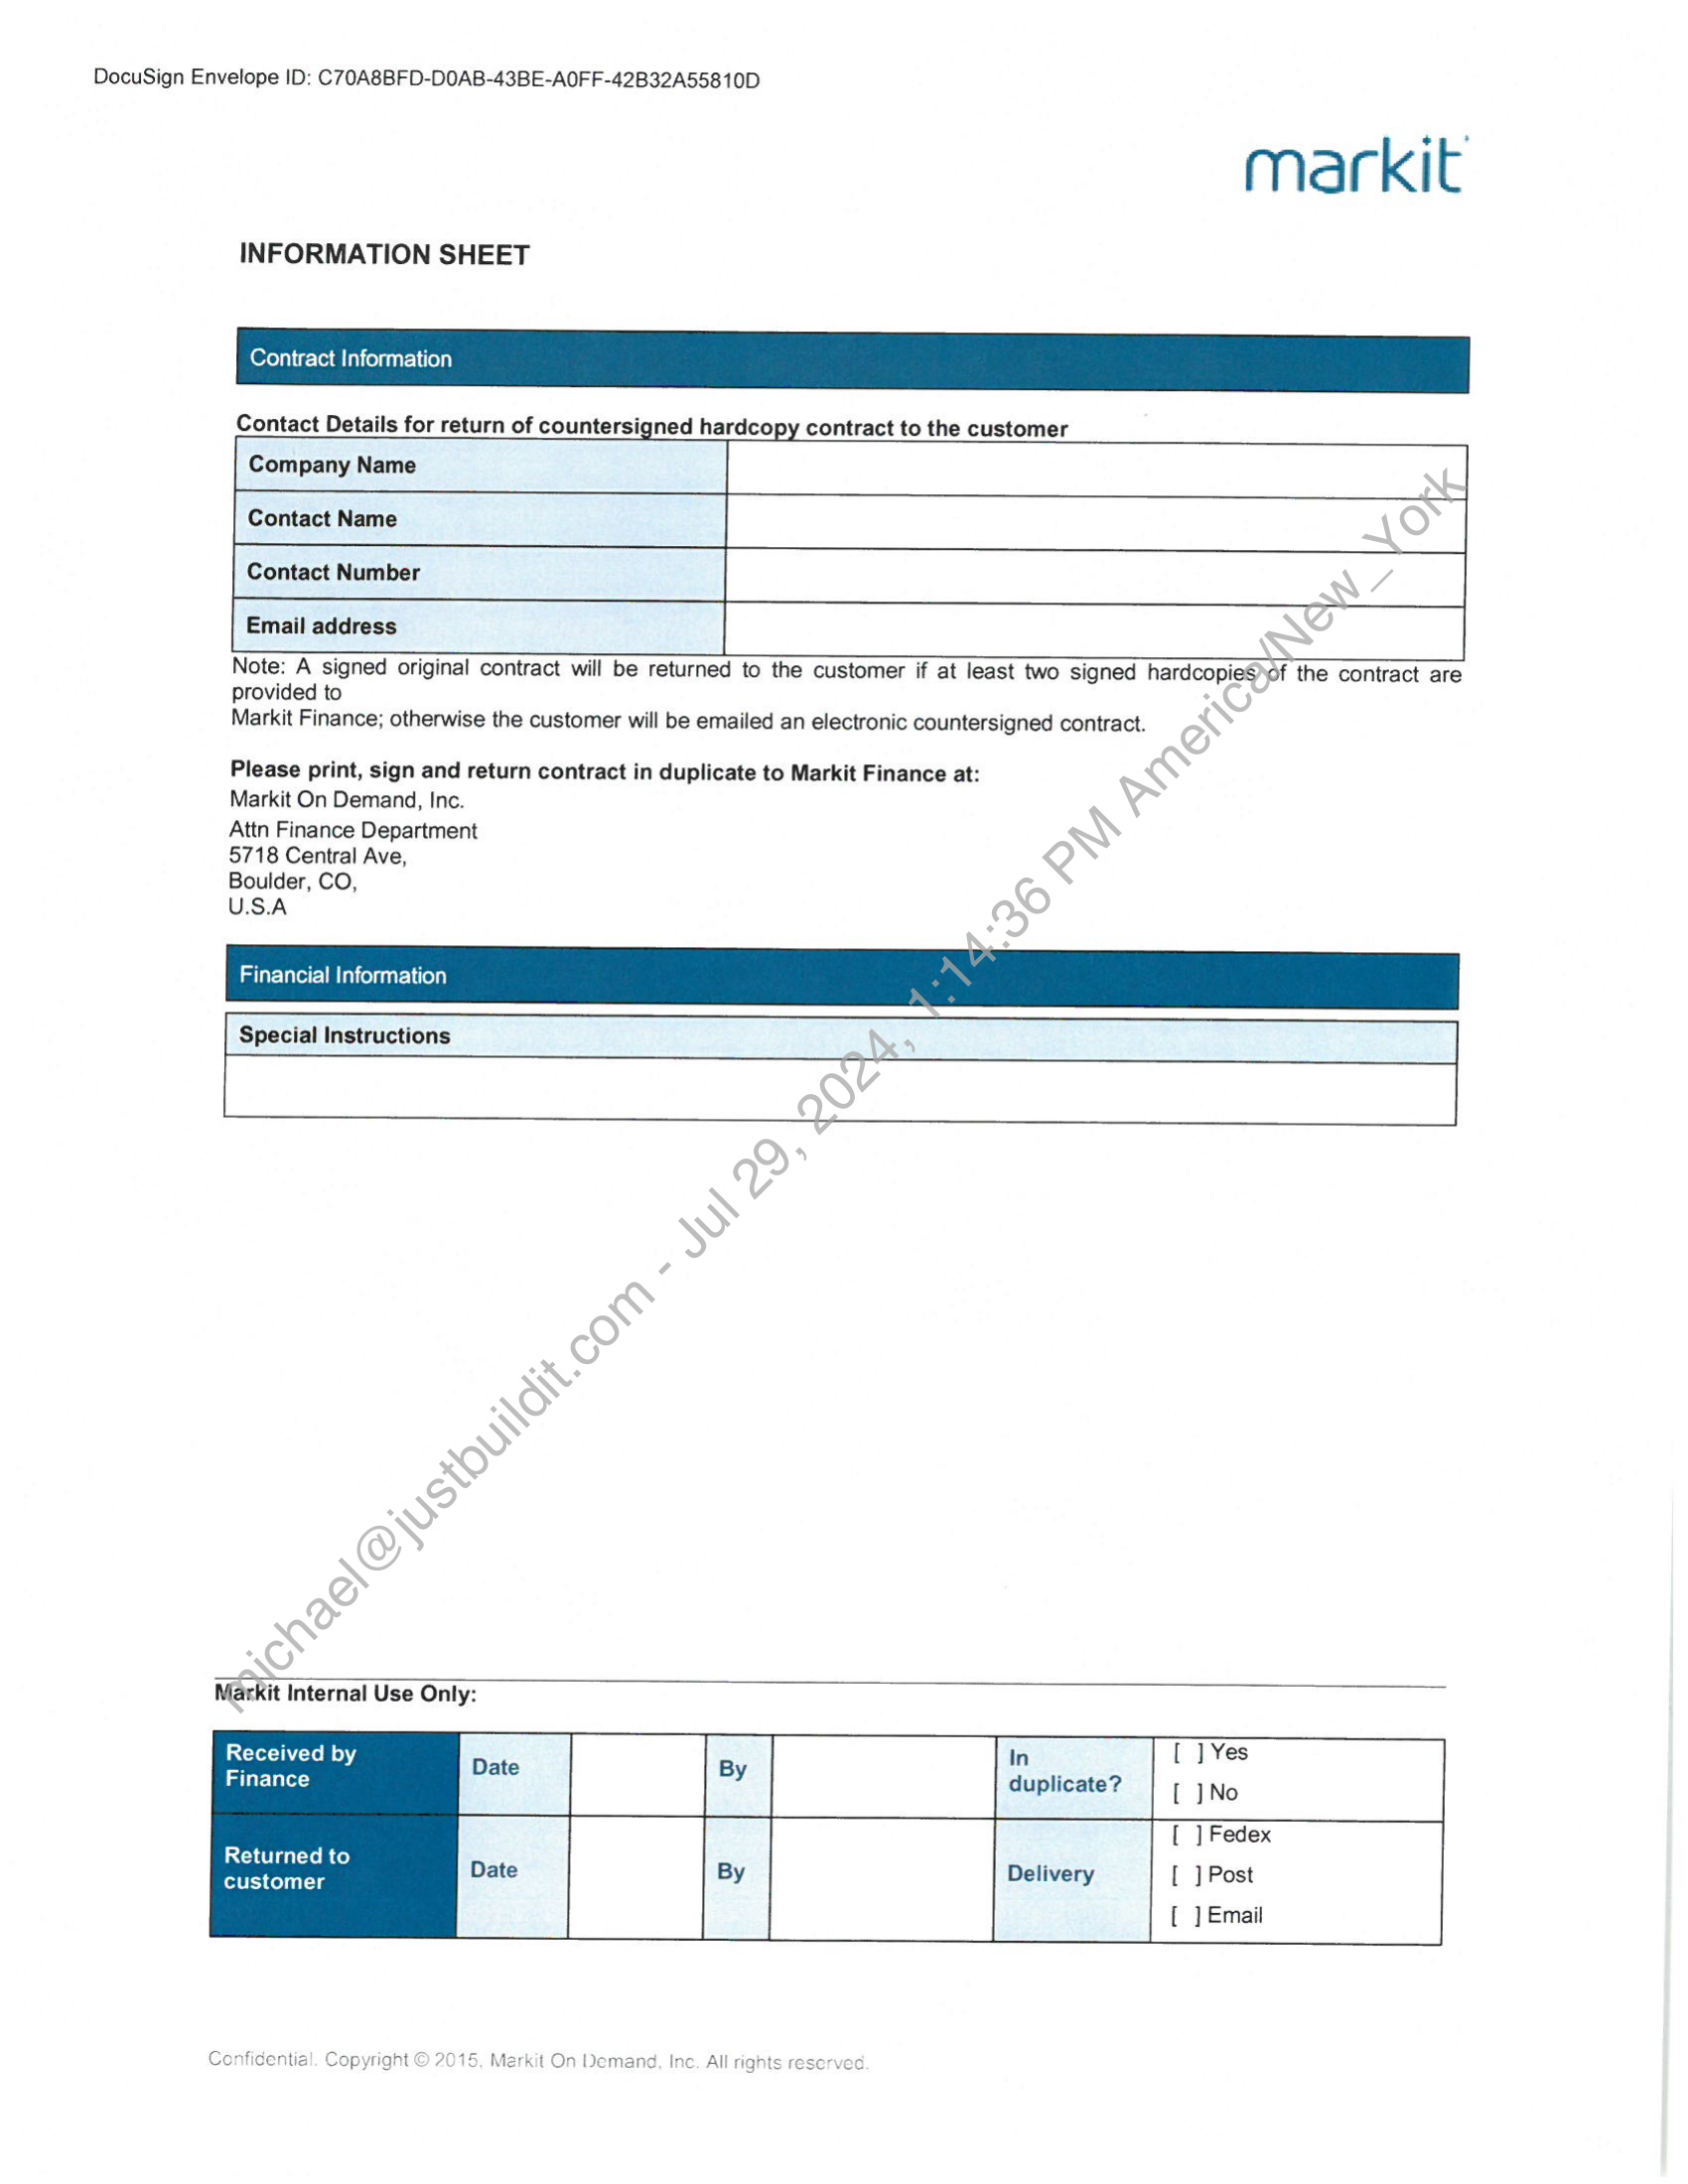 DocuSign Envelope ID: C70A8BFD-D0AB-43BE-A0FF-42B32A55810D
markit
INFORMATION SHEET
Contract Information
Contact Details for return of countersigned hardcopy contract to the customer
Company Name
Contact Name
Contact Number
Email address
Note: A signed original contract will be returned to the customer if at least two signed hardcopies of the contract are
provided to
Markit Finance; otherwise the customer will be emailed an electronic countersigned contract.
Please print, sign and return contract in duplicate to Markit Finance at:
Markit On Demand, Inc.
Attn Finance Department
5718 Central Ave,
Boulder, CO,
U.S.A
Financial Information
Special Instructions
michael@justbuildit.com - Jul 29, 2024, 1:14:36 PM America/New_York
Markit Internal Use Only:
Received by Finance Date By In duplicate? [ ] Yes
[ ] No
Returned to customer Date By Delivery [ ] Fedex
[ ] Post
[ ] Email
Confidential. Copyright © 2015, Markit On Demand, Inc. All rights reserved.